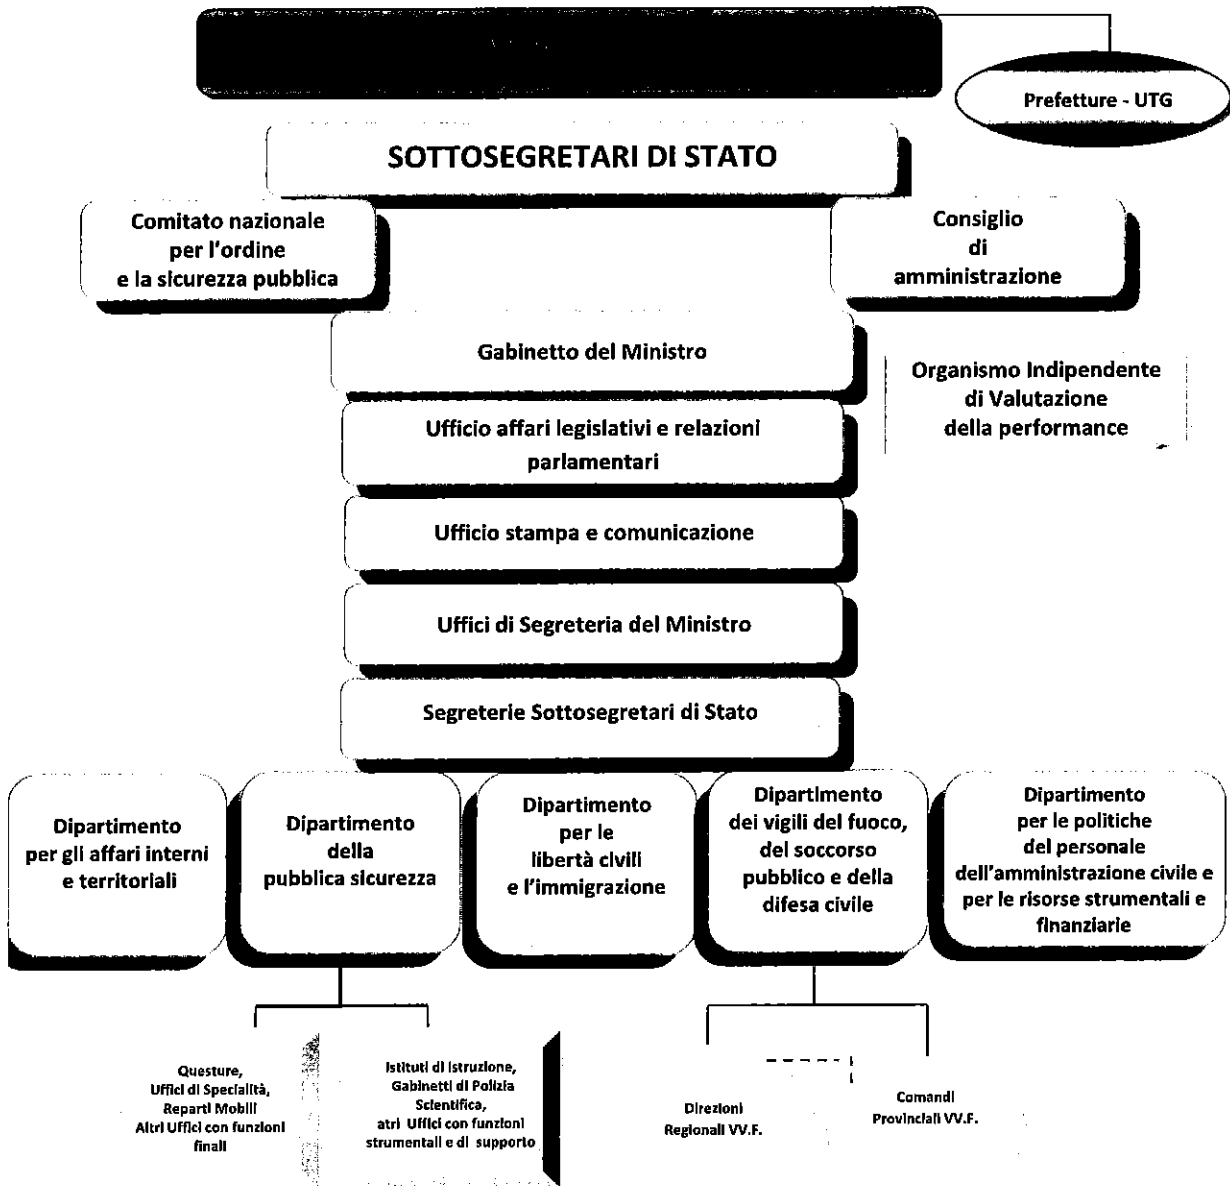 Prefetture - UTG
SOTTOSEGRETARI DI STATO
Comitato nazionale
per l'ordine
e la sicurezza pubblica
Consiglio
di
amministrazione
Gabinetto del Ministro
Organismo Indipendente
di Valutazione
della performance
Ufficio affari legislativi e relazioni
parlamentari
Ufficio stampa e comunicazione
Uffici di Segreteria del Ministro
Segreterie Sottosegretari di Stato
Dipartimento
per gli affari interni
e territoriali
Dipartimento
della
pubblica sicurezza
Dipartimento
per le
libertà civili
e l'immigrazione
Dipartimento
dei vigili del fuoco,
del soccorso
pubblico e della
difesa civile
Dipartimento
per le politiche
del personale
dell'amministrazione civile e
per le risorse strumentali e
finanziarie
Questure,
Uffici di Specialità,
Reparti Mobili
Altri Uffici con funzioni
finali
Istituti di istruzione,
Gabinetti di Polizia
Scientifica,
atri Uffici con funzioni
strumentali e di supporto
Direzioni
Regionali VV.F.
Comandi
Provinciali VV.F.